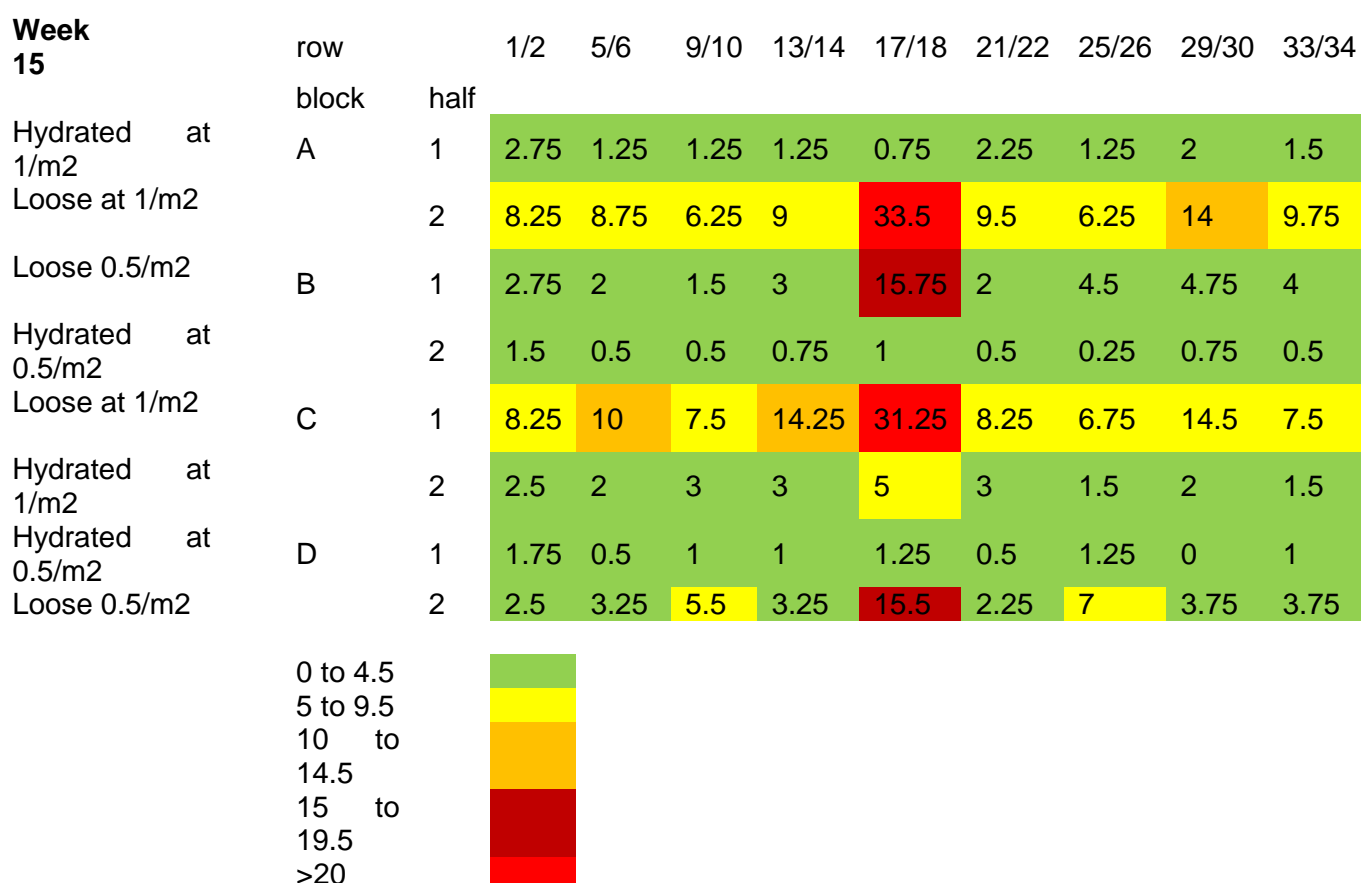 Week 15 row 1/2 5/6 9/10 13/14 17/18 21/22 25/26 29/30 33/34
block half
Hydrated at 1/m2 A 1 2.75 1.25 1.25 1.25 0.75 2.25 1.25 2 1.5
Loose at 1/m2 2 8.25 8.75 6.25 9 33.5 9.5 6.25 14 9.75
Loose 0.5/m2 B 1 2.75 2 1.5 3 15.75 2 4.5 4.75 4
Hydrated at 0.5/m2 2 1.5 0.5 0.5 0.75 1 0.5 0.25 0.75 0.5
Loose at 1/m2 C 1 8.25 10 7.5 14.25 31.25 8.25 6.75 14.5 7.5
Hydrated at 1/m2 2 2.5 2 3 3 5 3 1.5 2 1.5
Hydrated at 0.5/m2 D 1 1.75 0.5 1 1 1.25 0.5 1.25 0 1
Loose 0.5/m2 2 2.5 3.25 5.5 3.25 15.5 2.25 7 3.75 3.75
0 to 4.5
5 to 9.5
10 to
14.5
15 to
19.5
>20